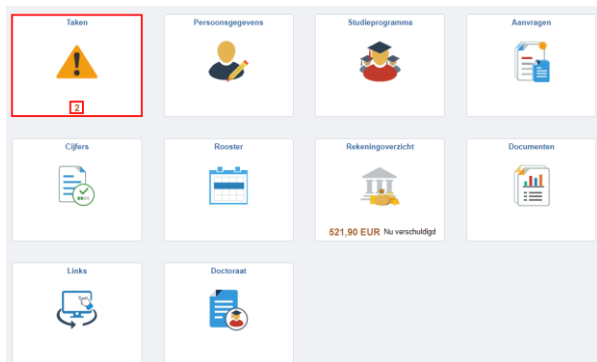 Taken
Persoonsgegevens
Studieprogramma
Aanvragen
2
Cijfers
Rooster
Rekeningoverzicht
Documenten
521,90 EUR Nu verschuldigd
Links
Doctoraat